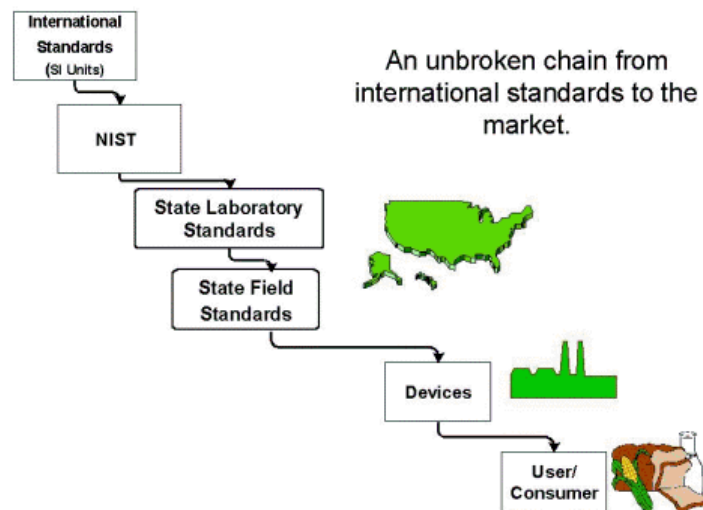 International
Standards
(SI Units)
An unbroken chain from
international standards to the
market.
NIST
State Laboratory
Standards
State Field
Standards
Devices
User/
Consumer